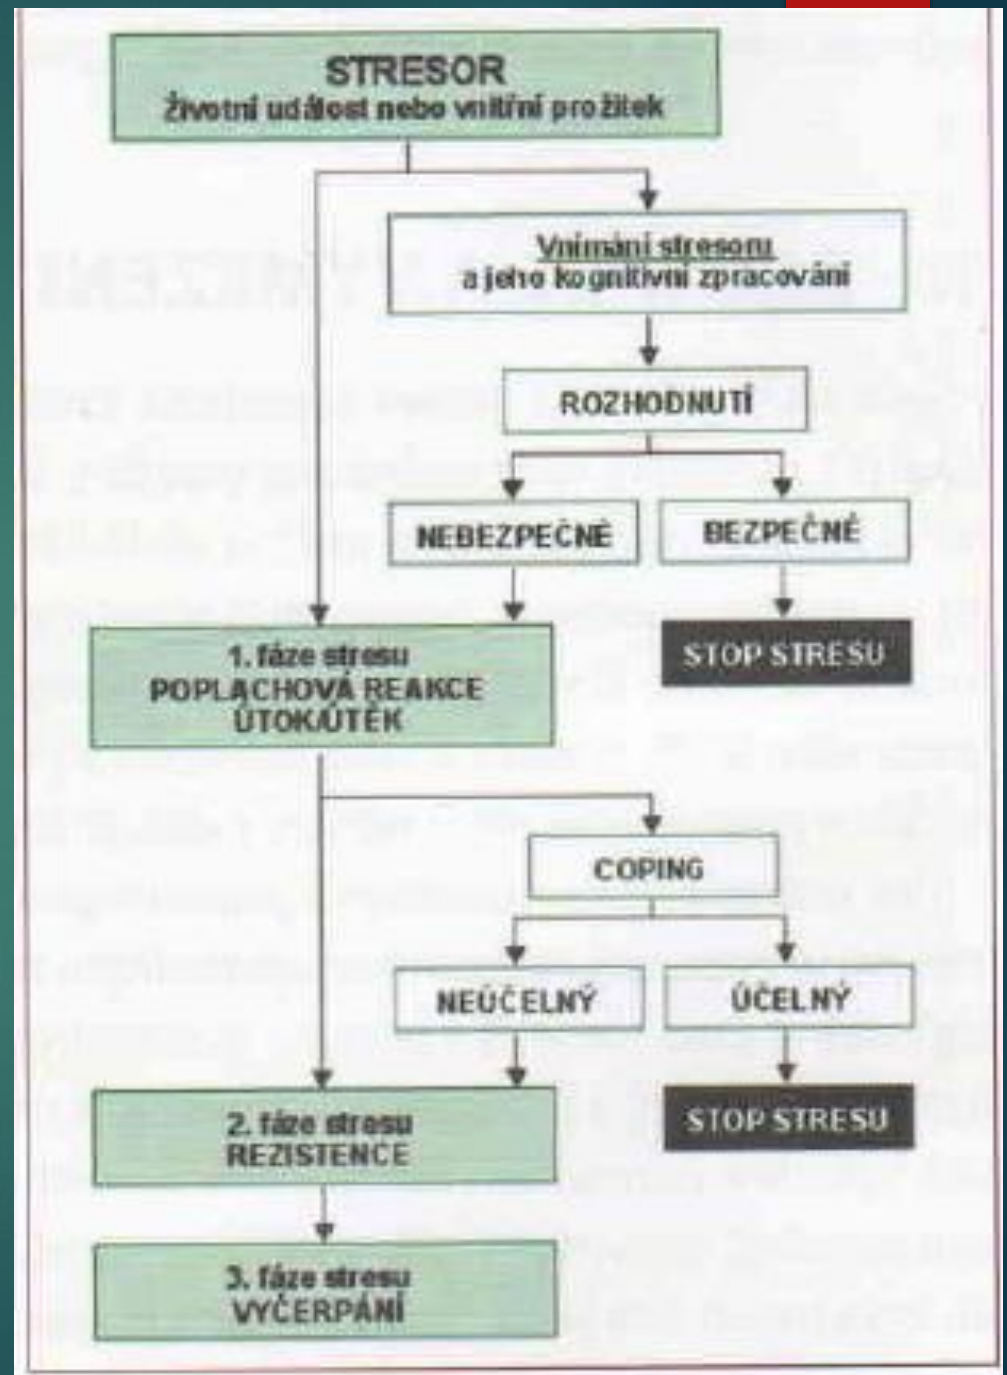 STRESOR
Životní událost nebo vnitřní prožitek
Vnímání stresoru
a jeho kognitivní zpracování
ROZHODNUTÍ
NEBEZPEČNÉ
BEZPEČNÉ
STOP STRESU
1. fáze stresu
POPLACHOVÁ REAKCE
ÚTOK/ÚTĚK
COPING
NEÚČELNÝ
ÚČELNÝ
STOP STRESU
2. fáze stresu
REZISTENCE
3. fáze stresu
VYČERPÁNÍ